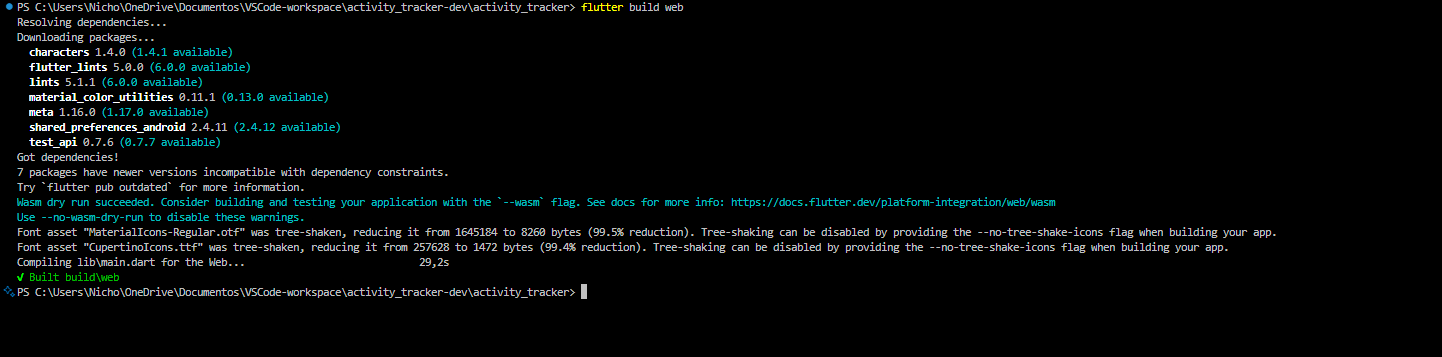 PS C:\Users\Nicho\OneDrive\Documentos\VSCode-workspace\activity_tracker-dev\activity_tracker> flutter build web
Resolving dependencies...
Downloading packages...
characters 1.4.0 (1.4.1 available)
flutter_lints 5.0.0 (6.0.0 available)
lints 5.1.1 (6.0.0 available)
material_color_utilities 0.11.1 (0.13.0 available)
meta 1.16.0 (1.17.0 available)
shared_preferences_android 2.4.11 (2.4.12 available)
test_api 0.7.6 (0.7.7 available)
Got dependencies!
7 packages have newer versions incompatible with dependency constraints.
Try `flutter pub outdated` for more information.
Wasm dry run succeeded. Consider building and testing your application with the `--wasm` flag. See docs for more info: https://docs.flutter.dev/platform-integration/web/wasm
Use --no-wasm-dry-run to disable these warnings.
Font asset "MaterialIcons-Regular.otf" was tree-shaken, reducing it from 1645184 to 8260 bytes (99.5% reduction). Tree-shaking can be disabled by providing the --no-tree-shake-icons flag when building your app.
Font asset "CupertinoIcons.ttf" was tree-shaken, reducing it from 257628 to 1472 bytes (99.4% reduction). Tree-shaking can be disabled by providing the --no-tree-shake-icons flag when building your app.
Compiling lib\main.dart for the Web... 29,2s
√ Built build\web
PS C:\Users\Nicho\OneDrive\Documentos\VSCode-workspace\activity_tracker-dev\activity_tracker>